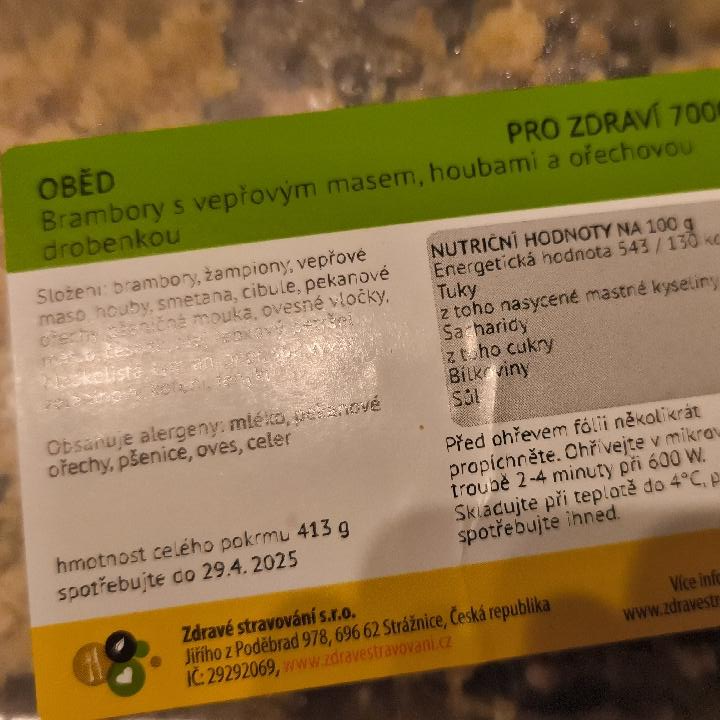 PRO ZDRAVÍ 700
OBĚD
Brambory s vepřovým masem, houbami a ořechovou
drobenkou
Složení: brambory, žampiony, vepřové
maso, houby, smetana, cibule, pekanové
ořechy, pšeničná mouka, ovesné vločky,
Obsahuje alergeny: mléko, pekanové
ořechy, pšenice, oves, celer
hmotnost celého pokrmu 413 g
spotřebujte do 29.4. 2025
NUTRIČNÍ HODNOTY NA 100 g
Energetická hodnota 543 / 130
Tuky
z toho nasycené mastné kyseliny
Sacharidy
z toho cukry
Bílkoviny
Sůl
Před ohřevem fólii několikrát
propíchněte. Ohřívejte v mikrov
troubě 2-4 minuty při 600 W.
Skladujte při teplotě do 4°C, p
spotřebujte ihned.
Zdravé stravování s.r.o.
Jiřího z Poděbrad 978, 696 62 Strážnice, Česká republika
IČ: 29292069, www.zdravestravovani.cz
Více info
www.zdravestr